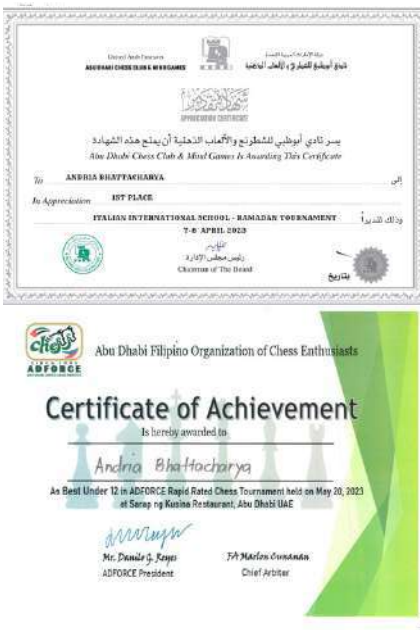 United Arab Emirates
ABU DHABI CHESS CLUB & MIND GAMES
دولة الإمارات العربية المتحدة
نادي أبوظبي للشطرنج والألعاب الذهنية
شهادة تقدير
APPRECIATION CERTIFICATE
يسر نادي أبوظبي للشطرنج والألعاب الذهنية أن يمنح هذه الشهادة
Abu Dhabi Chess Club & Mind Games Is Awarding This Certificate
To ANDRIA BHATTACHARYA إلى
In Appreciation 1ST PLACE وذلك تقديراً
ITALIAN INTERNATIONAL SCHOOL - RAMADAN TOURNAMENT
7-8 APRIL 2023
رئيس مجلس الإدارة
Chairman of The Board
بتاريخ
chess
ADFORCE
Abu Dhabi Filipino Organization of Chess Enthusiasts
Certificate of Achievement
Is hereby awarded to
Andria Bhattacharya
As Best Under 12 in ADFORCE Rapid Rated Chess Tournament held on May 20, 2023
at Sarap ng Kusina Restaurant, Abu Dhabi UAE
Mr. Danilo G. Reyes
ADFORCE President
FA Marlon Cunanan
Chief Arbiter